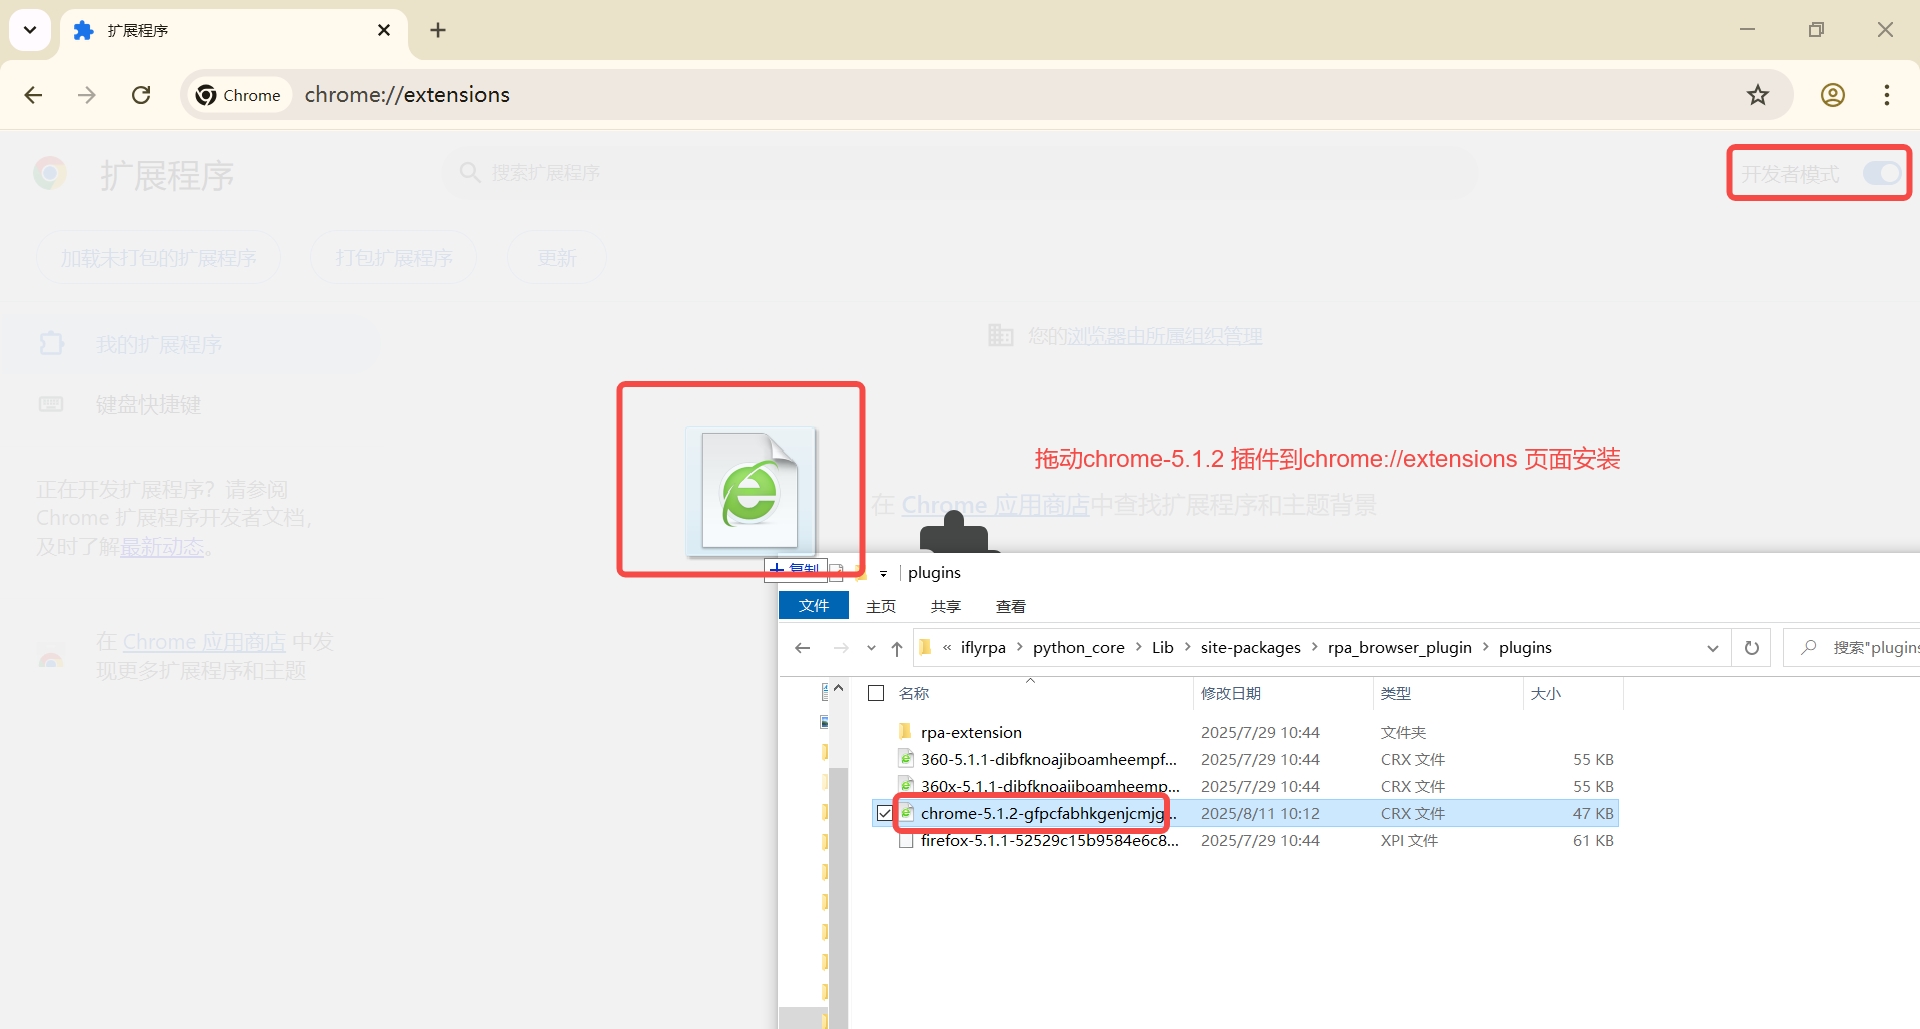 扩展程序
Chrome
chrome://extensions
扩展程序
搜索扩展程序
开发者模式
加载未打包的扩展程序
打包扩展程序
更新
我的扩展程序
您的浏览器由所属组织管理
键盘快捷键
拖动chrome-5.1.2 插件到chrome://extensions 页面安装
正在开发扩展程序？请参阅
Chrome 扩展程序开发者文档，
及时了解最新动态。
在 Chrome 应用商店中查找扩展程序和主题背景
在 Chrome 应用商店 中发
现更多扩展程序和主题
复制
plugins
文件
主页
共享
查看
« iflyrpa > python_core > Lib > site-packages > rpa_browser_plugin > plugins
搜索"plugins
名称
修改日期
类型
大小
rpa-extension 2025/7/29 10:44 文件夹
360-5.1.1-dibfknoajiboamheempf... 2025/7/29 10:44 CRX 文件 55 KB
360x-5.1.1-dibfknoajiboamheemp... 2025/7/29 10:44 CRX 文件 55 KB
chrome-5.1.2-gfpcfabhkgenjcmjg... 2025/8/11 10:12 CRX 文件 47 KB
firefox-5.1.1-52529c15b9584e6c8... 2025/7/29 10:44 XPI 文件 61 KB